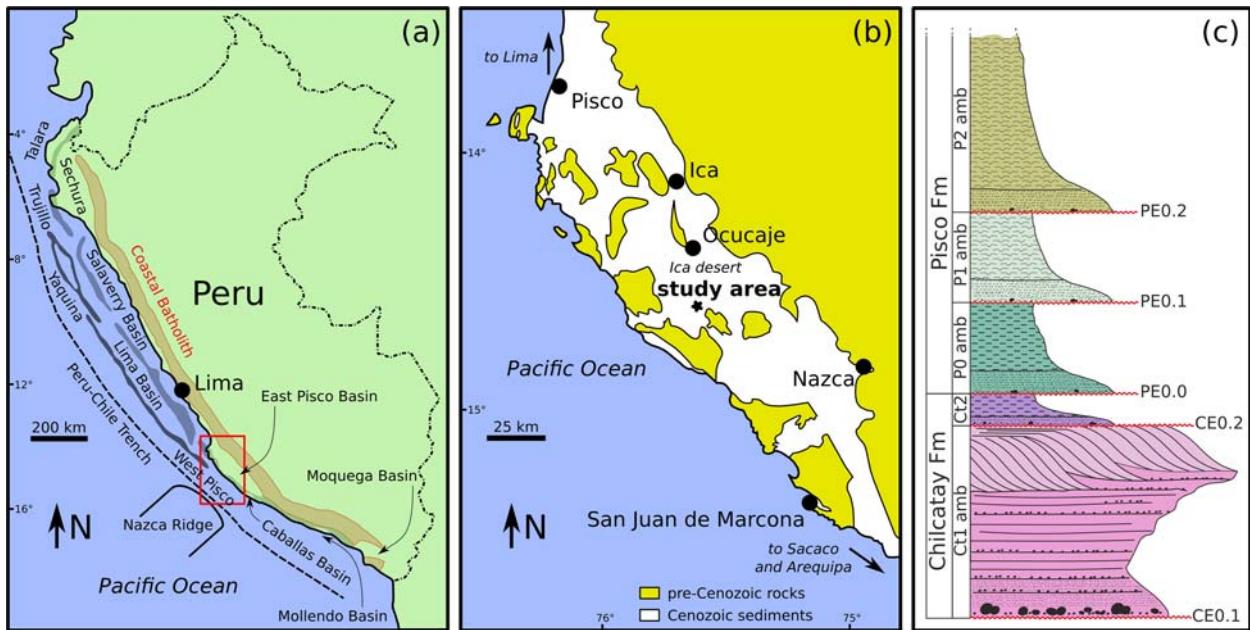 (a)
4°
8°
12°
16°
Talara
Sechura
Trujillo
Salaverry Basin
Yaquina
Lima Basin
Coastal Batholith
Peru
Lima
Peru-Chile Trench
East Pisco Basin
200 km
West Pisco
Moquega Basin
N
Nazca Ridge
Caballas Basin
Pacific Ocean
Mollendo Basin
(b)
to Lima
Pisco
14°
Ica
Ocucaje
Ica desert
study area
Pacific Ocean
Nazca
15°
25 km
San Juan de Marcona
N
to Sacaco
and Arequipa
pre-Cenozoic rocks
Cenozoic sediments
76°
75°
(c)
Pisco Fm
P2 amb
PE0.2
P1 amb
PE0.1
P0 amb
PE0.0
Chilcatay Fm
Ct2
CE0.2
Ct1 amb
CE0.1